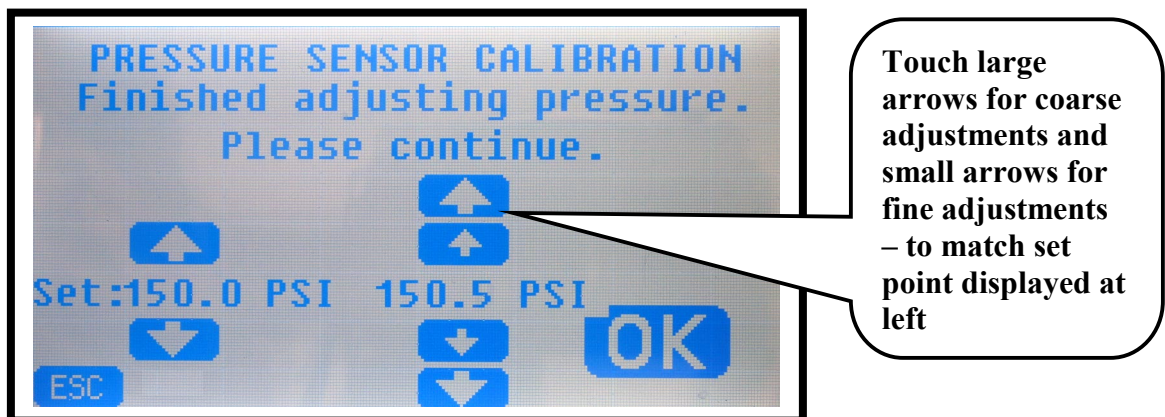 PRESSURE SENSOR CALIBRATION
Finished adjusting pressure.
Please continue.
Set:150.0 PSI 150.5 PSI
OK
ESC
Touch large
arrows for coarse
adjustments and
small arrows for
fine adjustments
– to match set
point displayed at
left